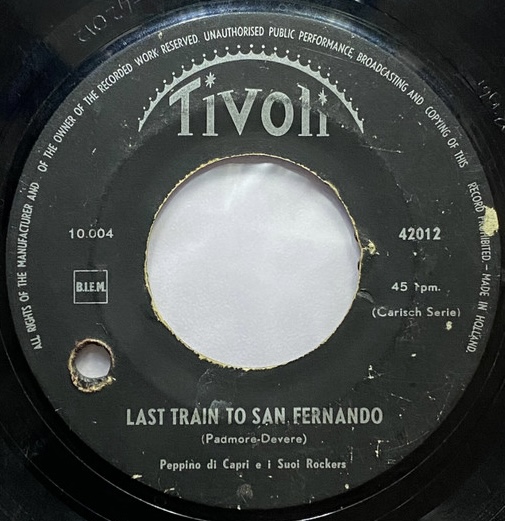 ALL RIGHTS OF THE MANUFACTURER AND OF THE OWNER OF THE RECORDED WORK RESERVED. UNAUTHORISED PUBLIC PERFORMANCE, BROADCASTING AND COPYING OF THIS RECORD PROHIBITED. – MADE IN HOLLAND.
Tivoli
10.004
42012
B.I.E.M.
45 rpm.
(Carisch Serie)
s
LAST TRAIN TO SAN FERNANDO
(Padmore-Devere)
Peppino di Capri e i Suoi Rockers